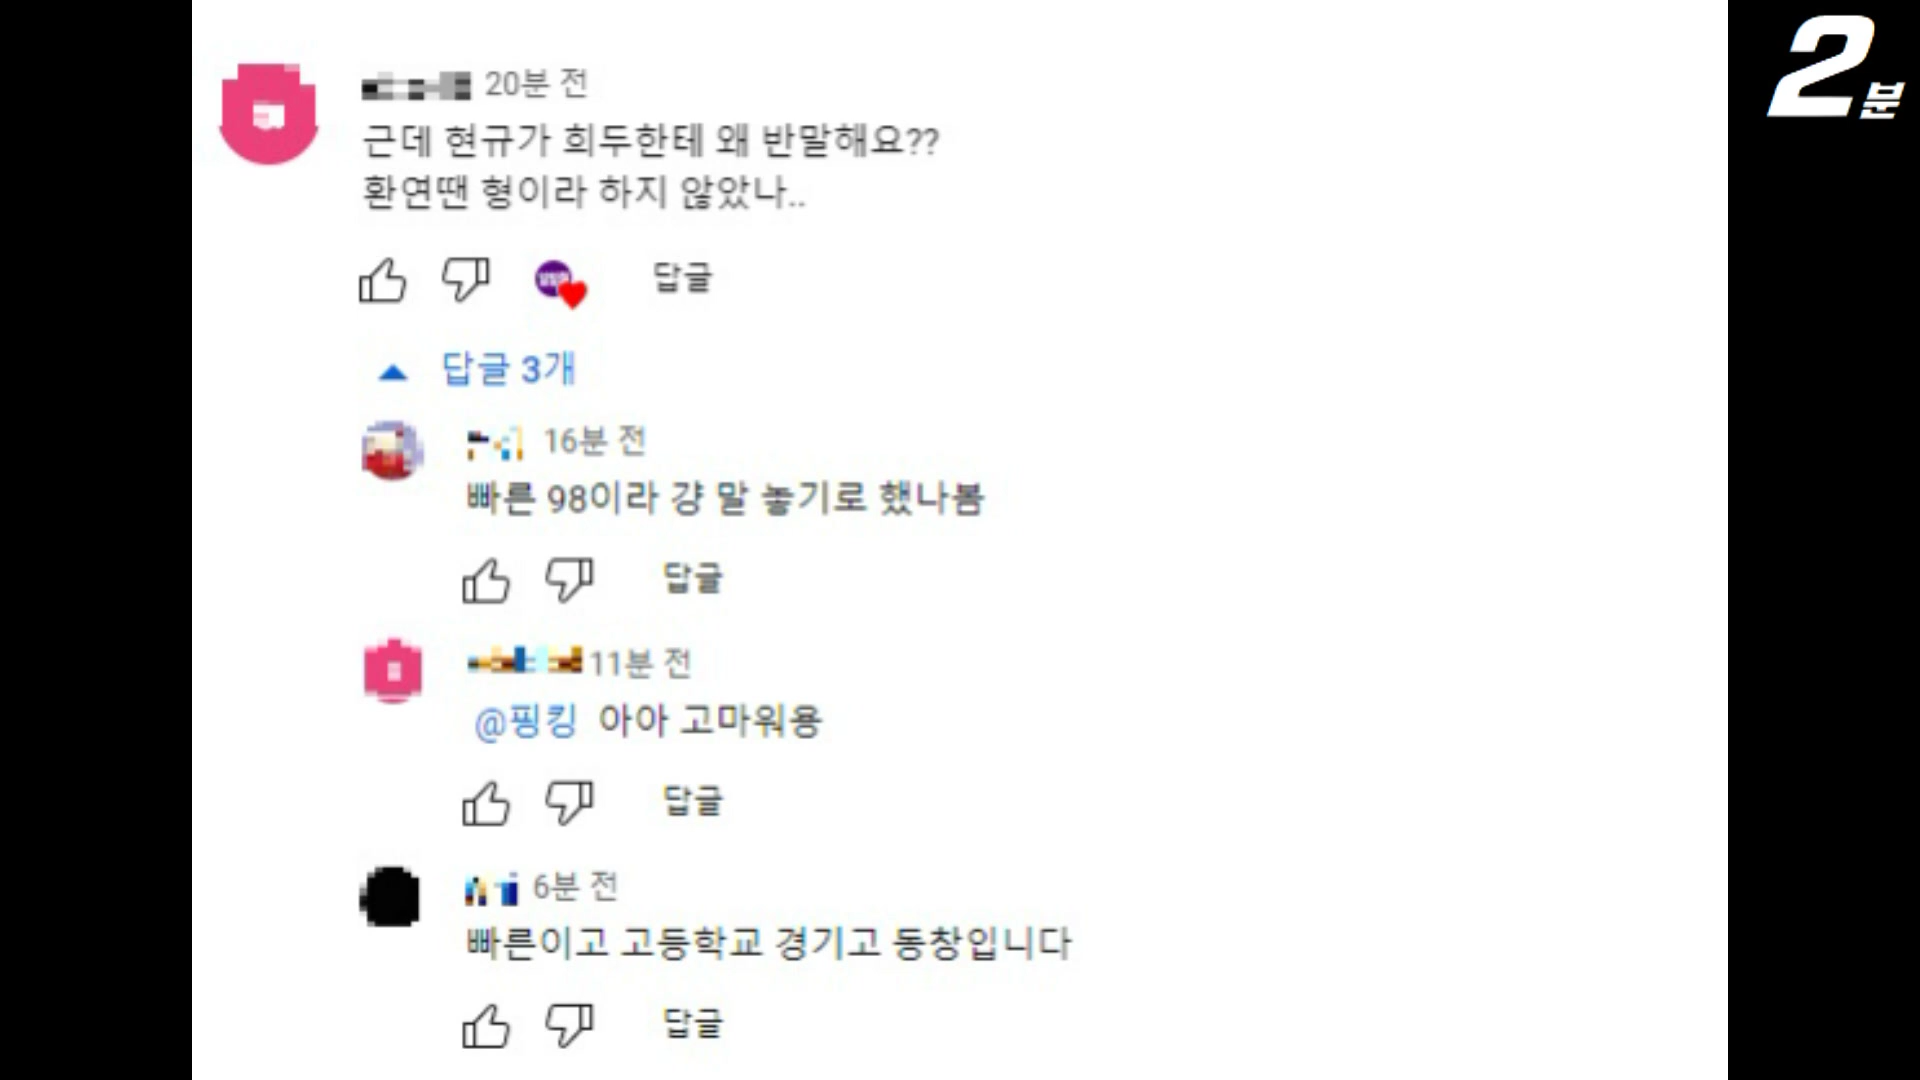 2분
20분 전
근데 현규가 희두한테 왜 반말해요??
환연땐 형이라 하지 않았나..
답글
답글 3개
16분 전
빠른 98이라 걍 말 놓기로 했나봄
답글
11분 전
@핑킹 아아 고마워용
답글
6분 전
빠른이고 고등학교 경기고 동창입니다
답글